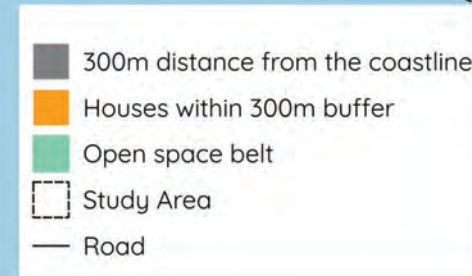 300m distance from the coastline
Houses within 300m buffer
Open space belt
Study Area
Road